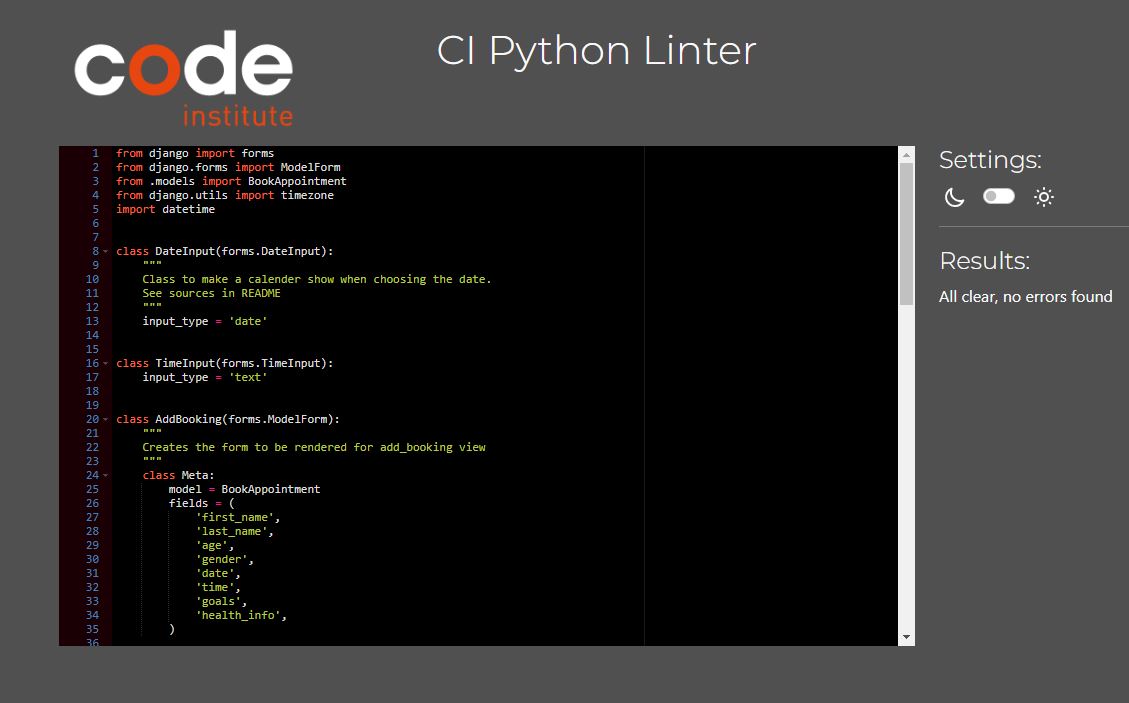 code
institute
CI Python Linter
1 from django import forms
2 from django.forms import ModelForm
3 from .models import BookAppointment
4 from django.utils import timezone
5 import datetime
6
7
8 class DateInput(forms.DateInput):
9     """
10     Class to make a calender show when choosing the date.
11     See sources in README
12     """
13     input_type = 'date'
14
15
16 class TimeInput(forms.TimeInput):
17     input_type = 'text'
18
19
20 class AddBooking(forms.ModelForm):
21     """
22     Creates the form to be rendered for add_booking view
23     """
24     class Meta:
25         model = BookAppointment
26         fields = (
27             'first_name',
28             'last_name',
29             'age',
30             'gender',
31             'date',
32             'time',
33             'goals',
34             'health_info',
35         )
36
Settings:
Results:
All clear, no errors found